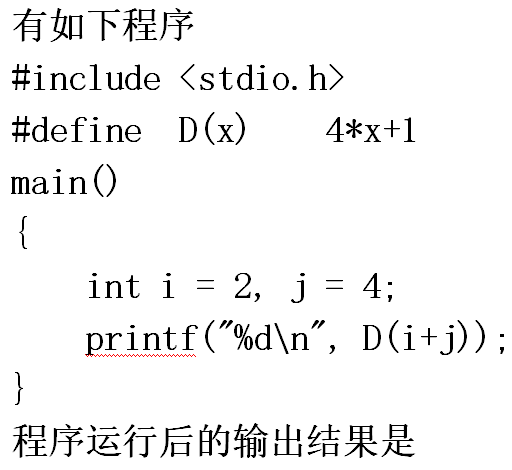 有如下程序
#include <stdio.h>
#define  D(x)    4*x+1
main()
{
    int i = 2, j = 4;
    printf("%d\n", D(i+j));
}
程序运行后的输出结果是